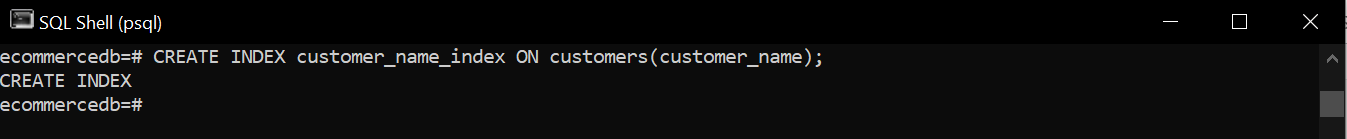 SQL Shell (psql)
ecommercedb=# CREATE INDEX customer_name_index ON customers(customer_name);
CREATE INDEX
ecommercedb=#